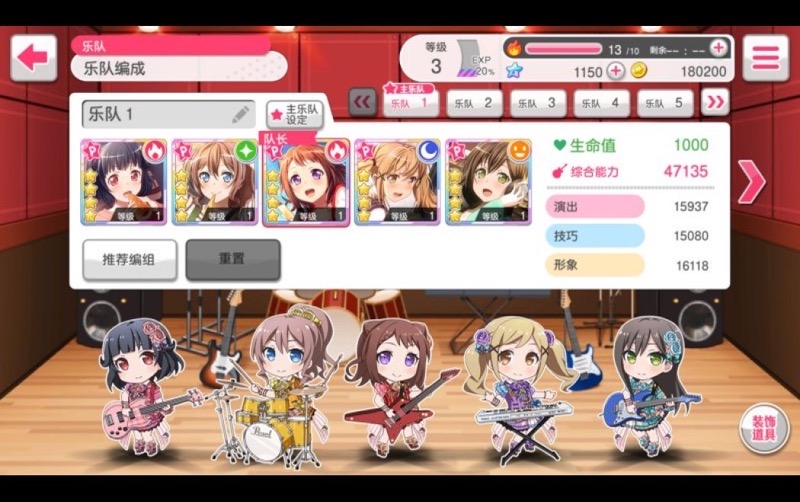 乐队
乐队编成
等级
3
EXP
20%
13/10
剩余--:--
1150
180200
主乐队
乐队 1
乐队 2
乐队 3
乐队 4
乐队 5
乐队 1
主乐队
设定
队长
P
P
P
P
P
等级 1
等级 1
等级 1
等级 1
等级 1
生命值 1000
综合能力 47135
演出 15937
技巧 15080
形象 16118
推荐编组
重置
Pearl
装饰
道具